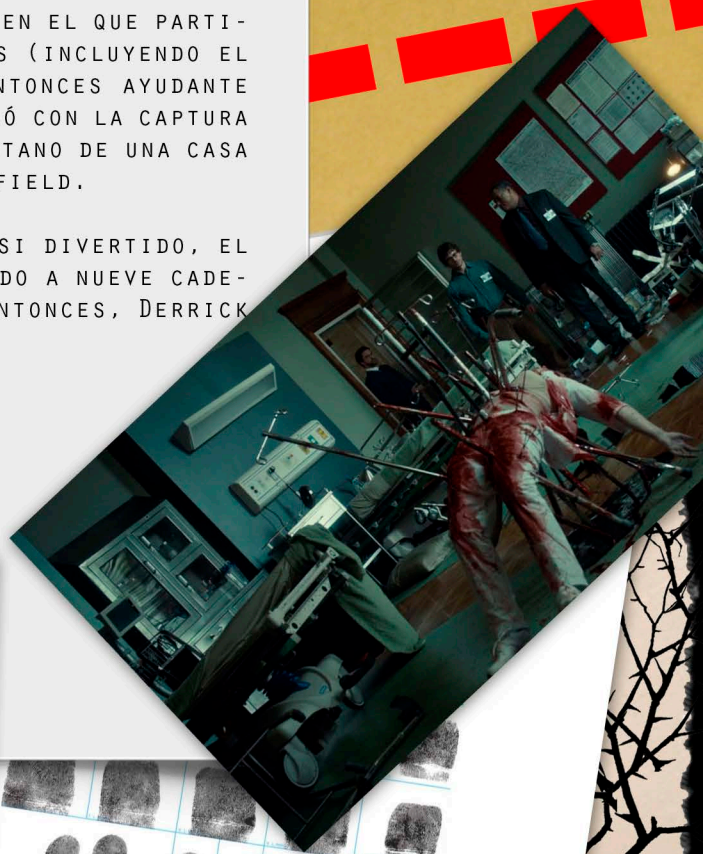 EN EL QUE PARTI-
S (INCLUYENDO EL
NTONCES AYUDANTE
Ó CON LA CAPTURA
TANO DE UNA CASA
FIELD.
SI DIVERTIDO, EL
DO A NUEVE CADE-
NTONCES, DERRICK